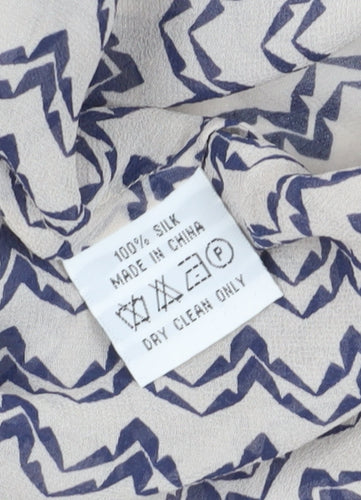 100% SILK
MADE IN CHINA
P
DRY CLEAN ONLY